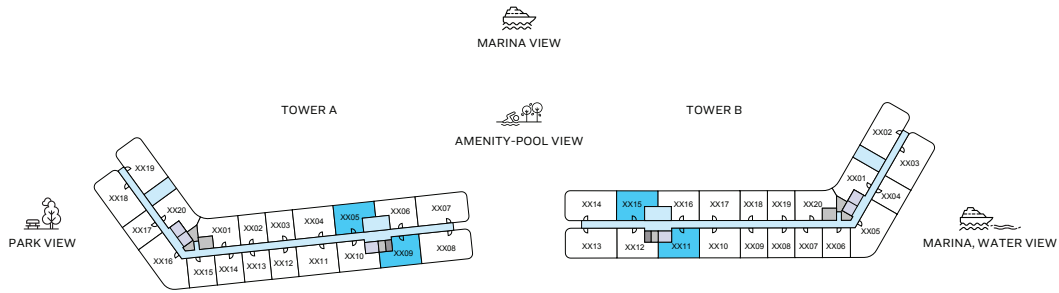 MARINA VIEW
TOWER A
TOWER B
AMENITY-POOL VIEW
PARK VIEW
MARINA, WATER VIEW
XX19
XX18
XX20
XX17
XX16
XX01
XX02
XX03
XX04
XX05
XX06
XX07
XX15
XX14
XX13
XX12
XX11
XX10
XX09
XX08
XX02
XX03
XX01
XX04
XX05
XX14
XX15
XX16
XX17
XX18
XX19
XX20
XX13
XX12
XX11
XX10
XX09
XX08
XX07
XX06